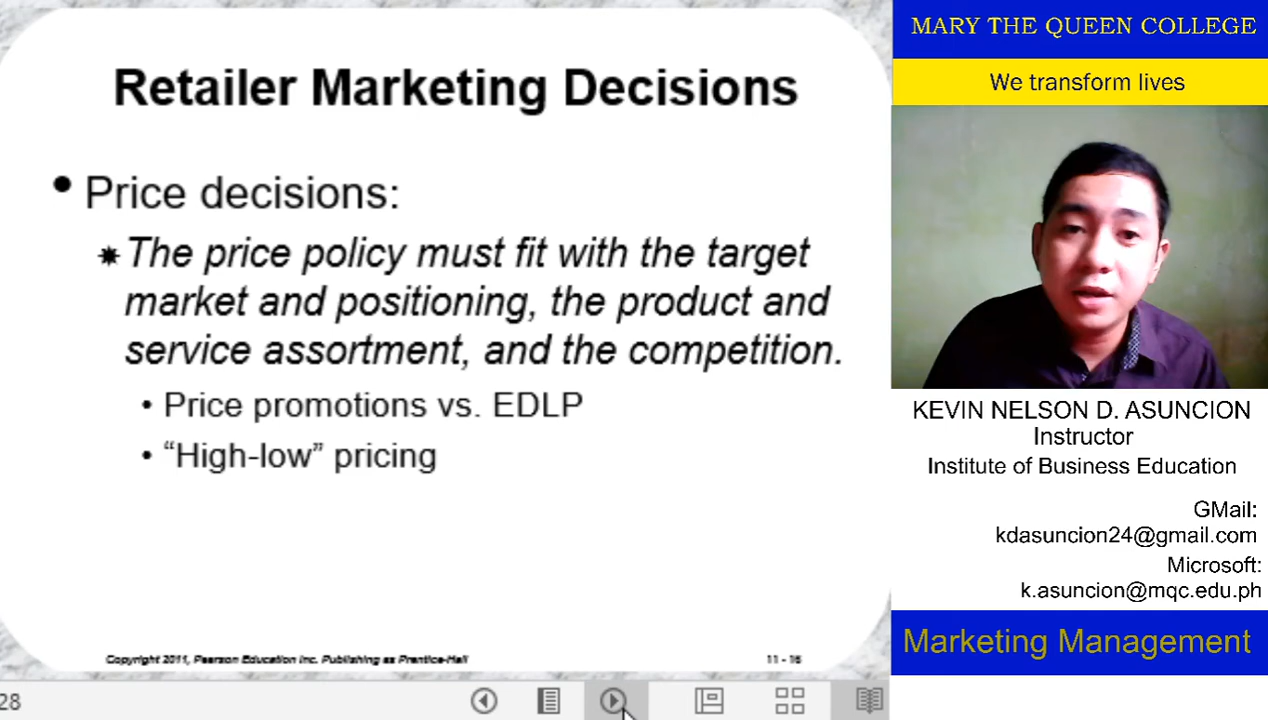 Retailer Marketing Decisions
• Price decisions:
The price policy must fit with the target
market and positioning, the product and
service assortment, and the competition.
• Price promotions vs. EDLP
• “High-low” pricing
Copyright 2011, Pearson Education Inc. Publishing as Prentice-Hall
11 - 16
28
MARY THE QUEEN COLLEGE
We transform lives
KEVIN NELSON D. ASUNCION
Instructor
Institute of Business Education
GMail:
kdasuncion24@gmail.com
Microsoft:
k.asuncion@mqc.edu.ph
Marketing Management